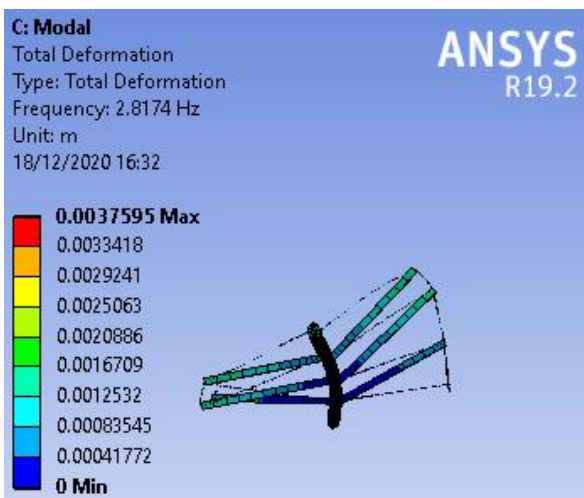 C: Modal
Total Deformation
Type: Total Deformation
Frequency: 2.8174 Hz
Unit: m
18/12/2020 16:32
ANSYS
R19.2
0.0037595 Max
0.0033418
0.0029241
0.0025063
0.0020886
0.0016709
0.0012532
0.00083545
0.00041772
0 Min